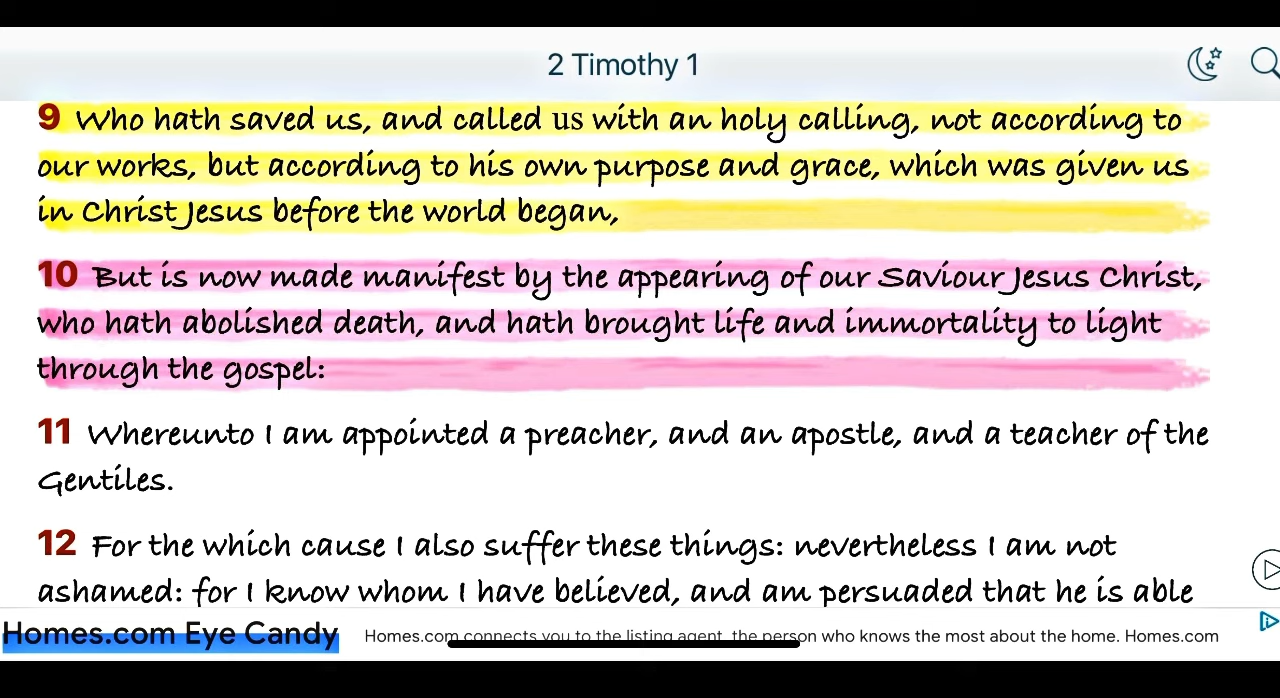 2 Timothy 1
9 Who hath saved us, and called us with an holy calling, not according to
our works, but according to his own purpose and grace, which was given us
in Christ Jesus before the world began,
10 But is now made manifest by the appearing of our Saviour Jesus Christ,
who hath abolished death, and hath brought life and immortality to light
through the gospel:
11 Whereunto I am appointed a preacher, and an apostle, and a teacher of the
Gentiles.
12 For the which cause I also suffer these things: nevertheless I am not
ashamed: for I know whom I have believed, and am persuaded that he is able
Homes.com Eye Candy
Homes.com connects you to the listing agent, the person who knows the most about the home. Homes.com